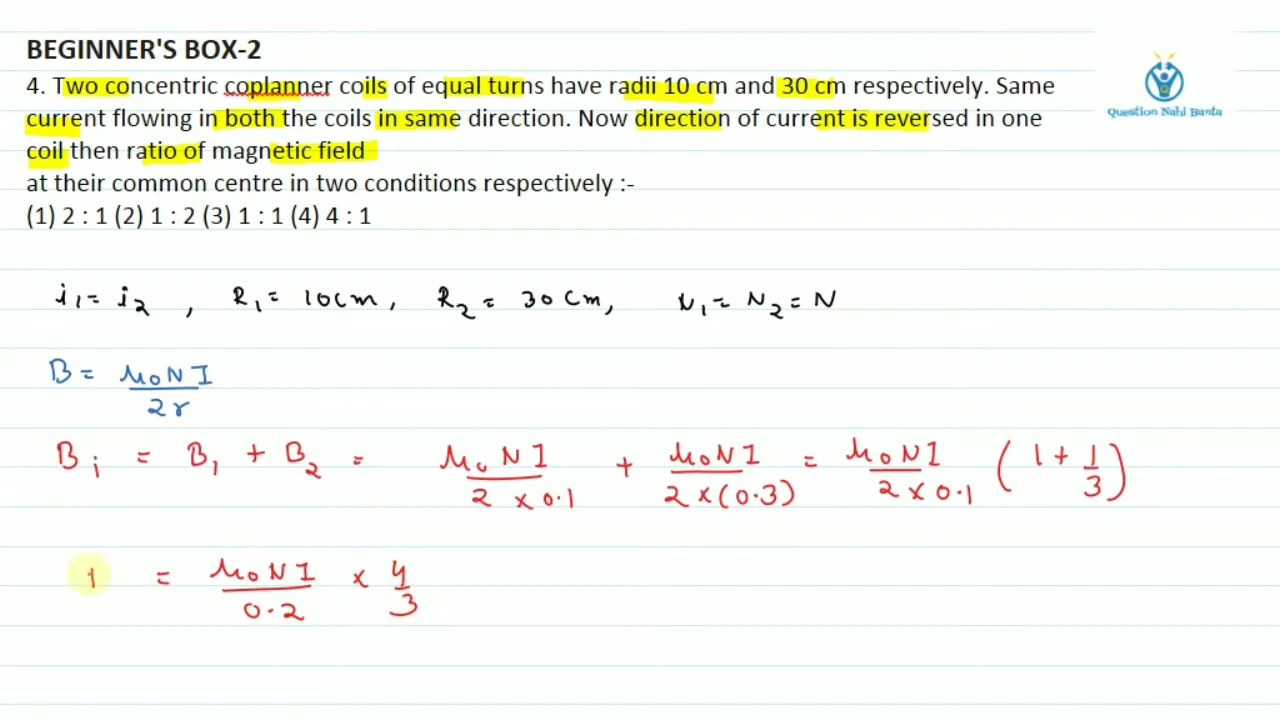 BEGINNER'S BOX-2
4. Two concentric coplanner coils of equal turns have radii 10 cm and 30 cm respectively. Same
current flowing in both the coils in same direction. Now direction of current is reversed in one
coil then ratio of magnetic field
at their common centre in two conditions respectively :-
(1) 2 : 1 (2) 1 : 2 (3) 1 : 1 (4) 4 : 1
Question Nahi Banta
i₁ = i₂ , R₁ = 10cm, R₂ = 30 cm, N₁ = N₂ = N
B = μ₀NI / 2r
Bᵢ = B₁ + B₂ = μ₀NI / 2 × 0.1 + μ₀NI / 2 × (0.3) = μ₀NI / 2 × 0.1 (1 + 1/3)
1 = μ₀NI / 0.2 × 4/3